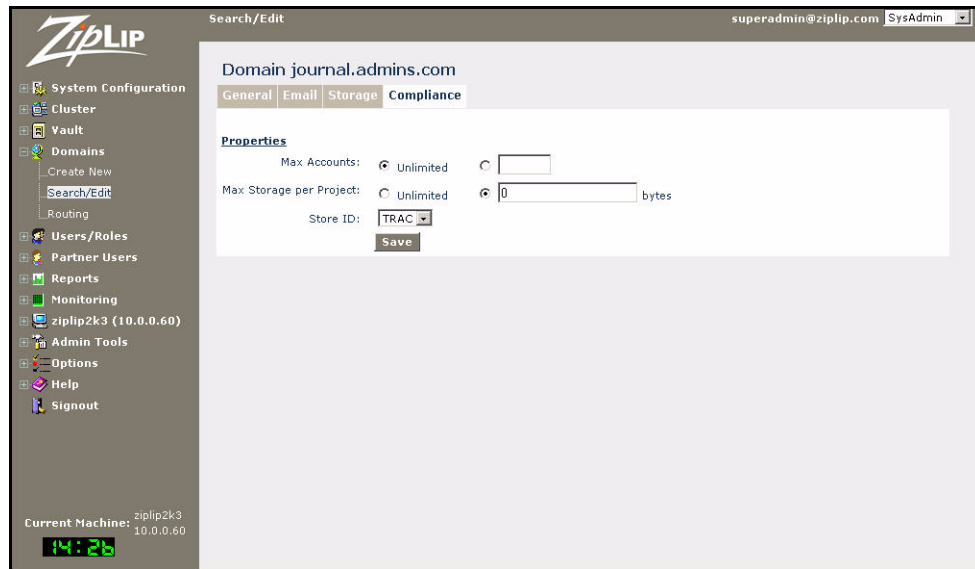 ZipLip
Search/Edit
superadmin@ziplip.com SysAdmin
System Configuration
Cluster
Vault
Domains
Create New
Search/Edit
Routing
Users/Roles
Partner Users
Reports
Monitoring
ziplip2k3 (10.0.0.60)
Admin Tools
Options
Help
Signout
Current Machine: ziplip2k3
10.0.0.60
14:26
Domain journal.admins.com
General Email Storage Compliance
Properties
Max Accounts: Unlimited
Max Storage per Project: Unlimited 0 bytes
Store ID: TRAC
Save